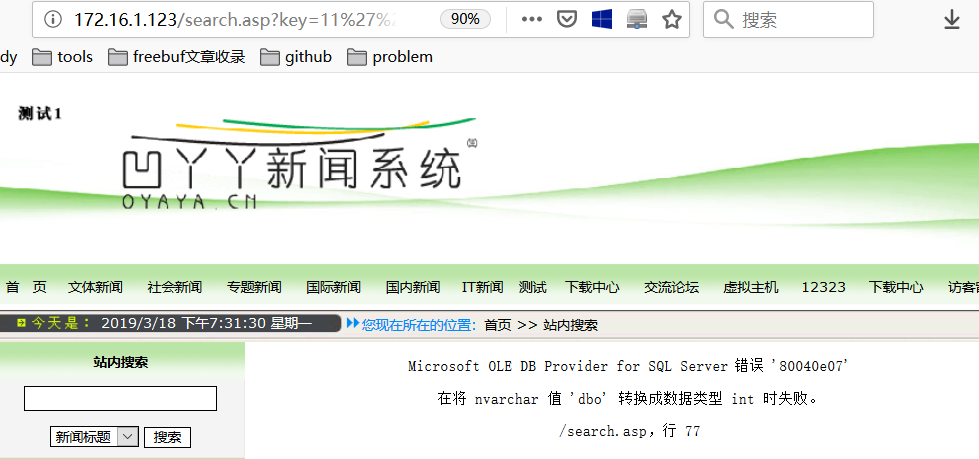 172.16.1.123/search.asp?key=11%27%2
90%
搜索
dy tools freebuf文章收录 github problem
测试1
凹丫丫新闻系统
OYAYA.CN
首 页 文体新闻 社会新闻 专题新闻 国际新闻 国内新闻 IT新闻 测试 下载中心 交流论坛 虚拟主机 12323 下载中心 访客
今天是： 2019/3/18 下午7:31:30 星期一 您现在所在的位置：首页 >> 站内搜索
站内搜索
新闻标题 搜索
Microsoft OLE DB Provider for SQL Server 错误 '80040e07'
在将 nvarchar 值 'dbo' 转换成数据类型 int 时失败。
/search.asp，行 77